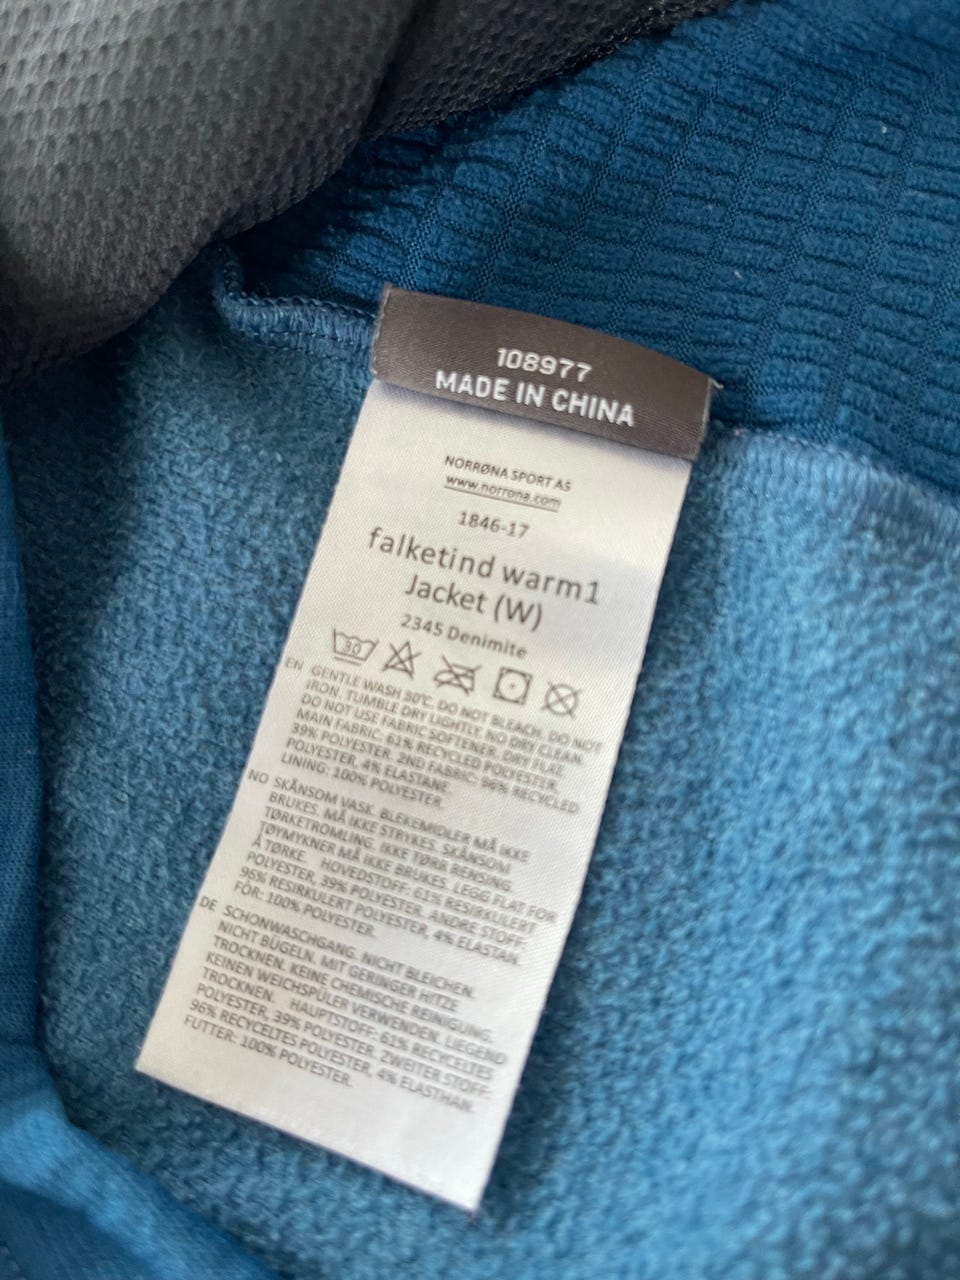 108977
MADE IN CHINA
NORRØNA SPORT AS
www.norrona.com
1846-17
falketind warm1
Jacket (W)
2345 Denimite
30
EN GENTLE WASH 30℃. DO NOT BLEACH. DO NOT
IRON. TUMBLE DRY LIGHTLY. NO DRY CLEAN.
DO NOT USE FABRIC SOFTENER. DRY FLAT.
MAIN FABRIC: 61% RECYCLED POLYESTER,
39% POLYESTER. 2ND FABRIC: 96% RECYCLED
POLYESTER, 4% ELASTANE.
LINING: 100% POLYESTER.
NO SKÅNSOM VASK. BLEKEMIDLER MÅ IKKE
BRUKES. MÅ IKKE STRYKES. SKÅNSOM
TØRKETROMLING. IKKE TØRR RENSING.
TØYMYKNER MÅ IKKE BRUKES. LEGG FLAT FOR
Å TØRKE. HOVEDSTOFF: 61% RESIRKULERT
POLYESTER, 39% POLYESTER. ANDRE STOFF:
96% RESIRKULERT POLYESTER, 4% ELASTAN.
FÔR: 100% POLYESTER.
DE SCHONWASCHGANG. NICHT BLEICHEN.
NICHT BÜGELN. MIT GERINGER HITZE
TROCKNEN. KEINE CHEMISCHE REINIGUNG.
KEINEN WEICHSPÜLER VERWENDEN. LIEGEND
TROCKNEN. HAUPTSTOFF: 61% RECYCELTES
POLYESTER, 39% POLYESTER. ZWEITER STOFF:
96% RECYCELTES POLYESTER, 4% ELASTHAN.
FUTTER: 100% POLYESTER.